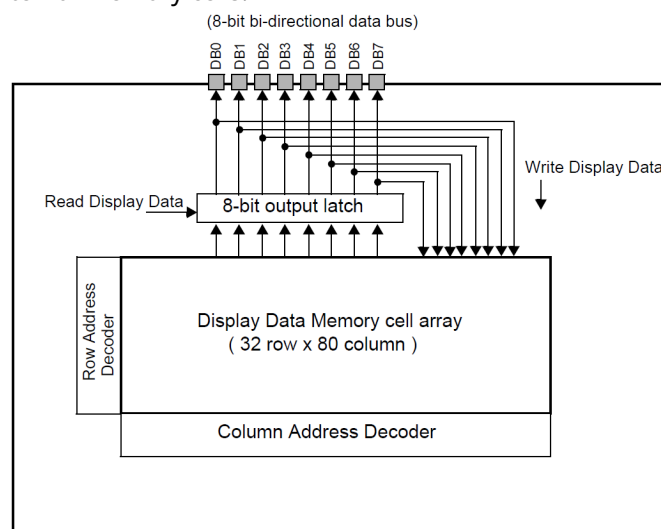 (8-bit bi-directional data bus)
DB0
DB1
DB2
DB3
DB4
DB5
DB6
DB7
Write Display Data
Read Display Data
8-bit output latch
Row Address
Decoder
Display Data Memory cell array
( 32 row x 80 column )
Column Address Decoder